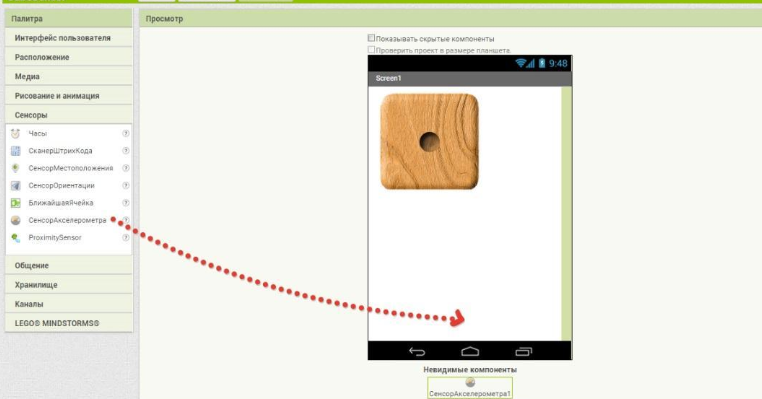 Палитра
Просмотр
Интерфейс пользователя
Расположение
Медиа
Рисование и анимация
Сенсоры
Часы
СканерШтрихКода
СенсорМестоположения
СенсорОриентации
БлижайшаяЯчейка
СенсорАкселерометра
ProximitySensor
Общение
Хранилище
Каналы
LEGO® MINDSTORMS®
Показывать скрытые компоненты
Проверить проект в размере планшета.
9:48
Screen1
Невидимые компоненты
СенсорАкселерометра1